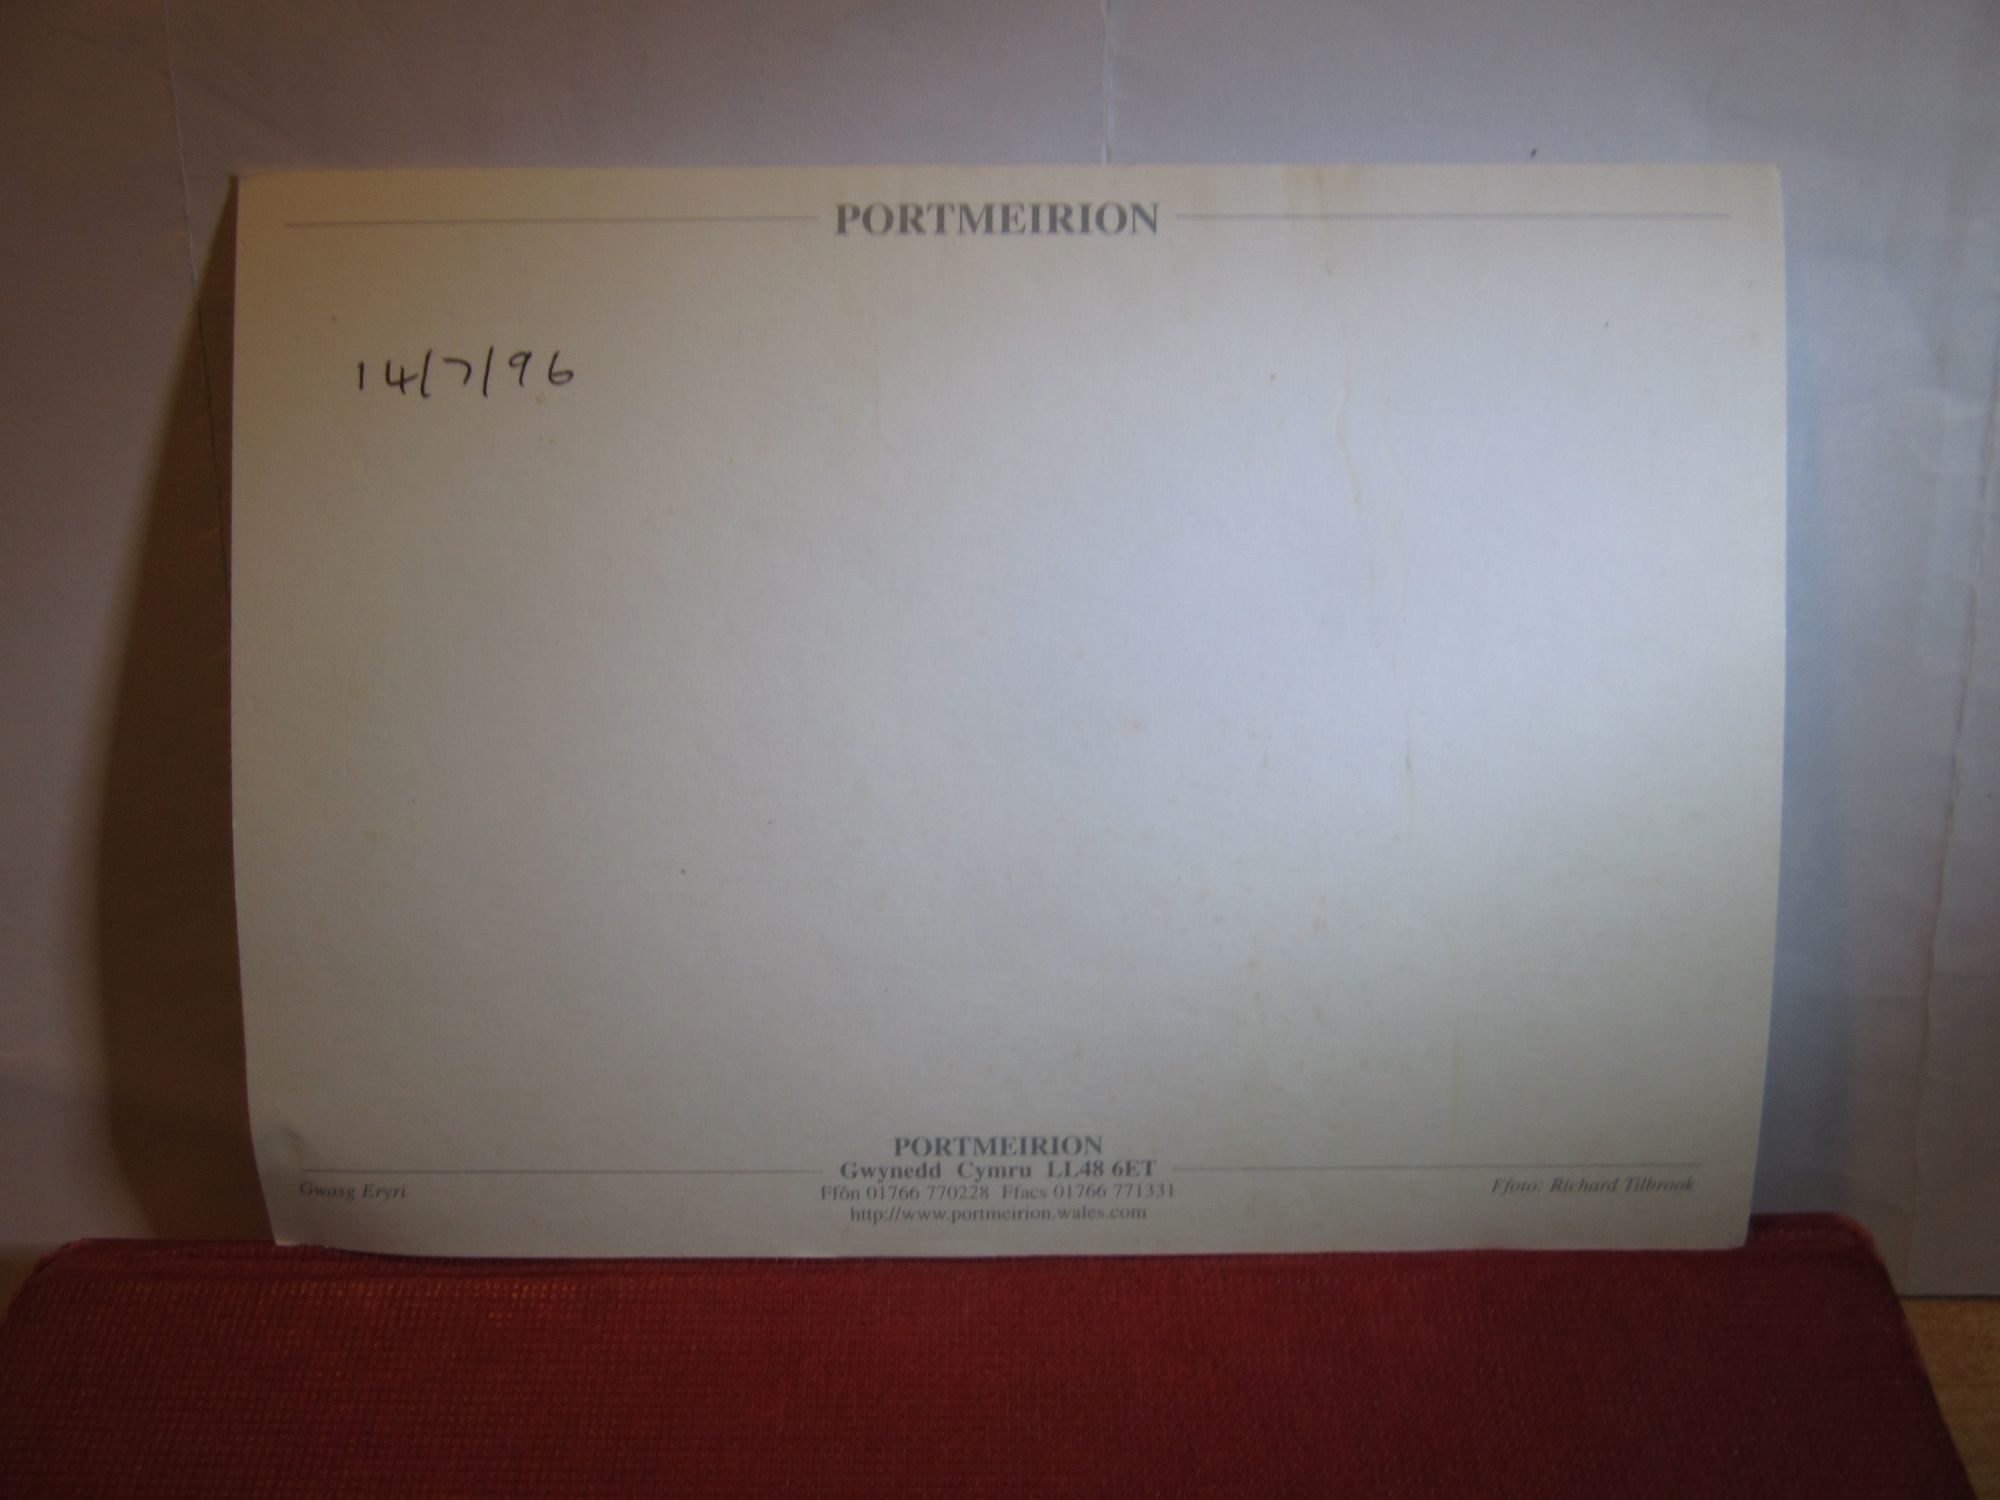 PORTMEIRION
14/7/96
PORTMEIRION
Gwynedd Cymru LL48 6ET
Gwasg Eryri
Ffôn 01766 770228 Ffacs 01766 771331
Ffoto: Richard Tilbrook
http://www.portmeirion.wales.com